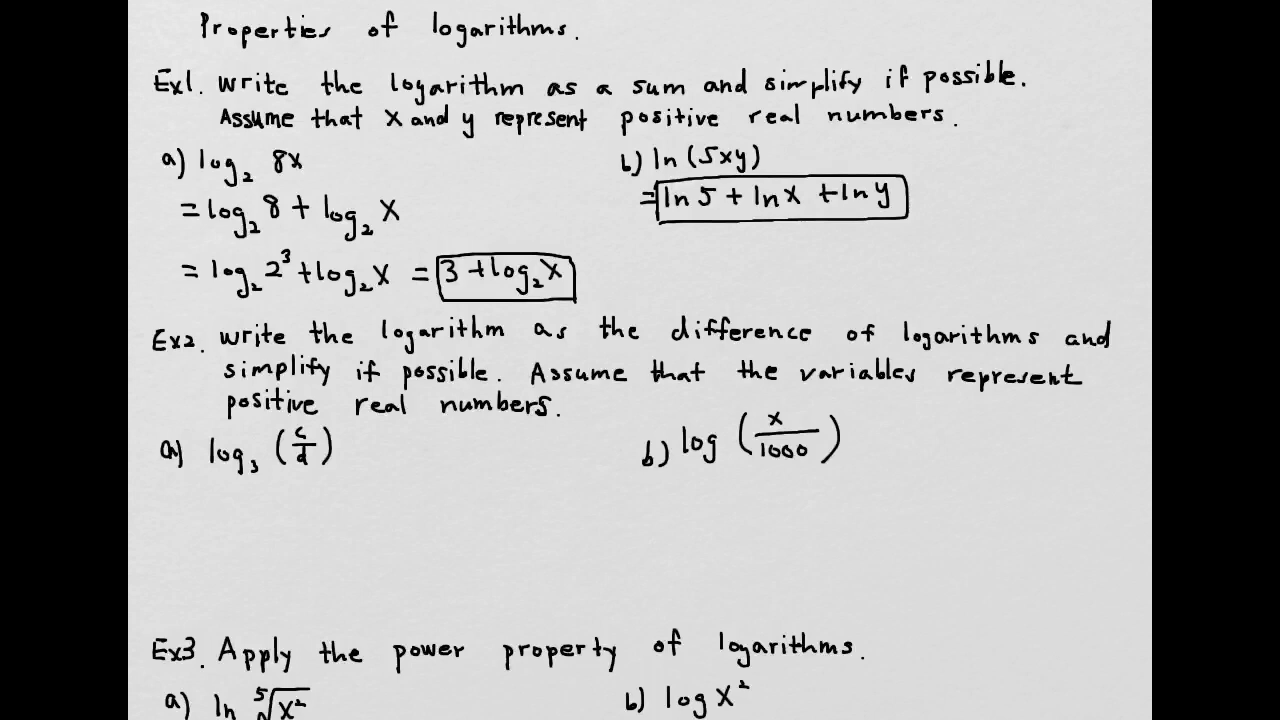 Properties of logarithms.
Ex1. Write the logarithm as a sum and simplify if possible.
Assume that x and y represent positive real numbers.
a) log₂ 8x
b) ln (5xy)
= log₂ 8 + log₂ x
= ln 5 + ln x + ln y
= log₂ 2³ + log₂ x = 3 + log₂ x
Ex2. Write the logarithm as the difference of logarithms and
simplify if possible. Assume that the variables represent
positive real numbers.
a) log₃ (c/d)
b) log (x/1000)
Ex3. Apply the power property of logarithms.
a) ln ⁵√x²
b) log x²